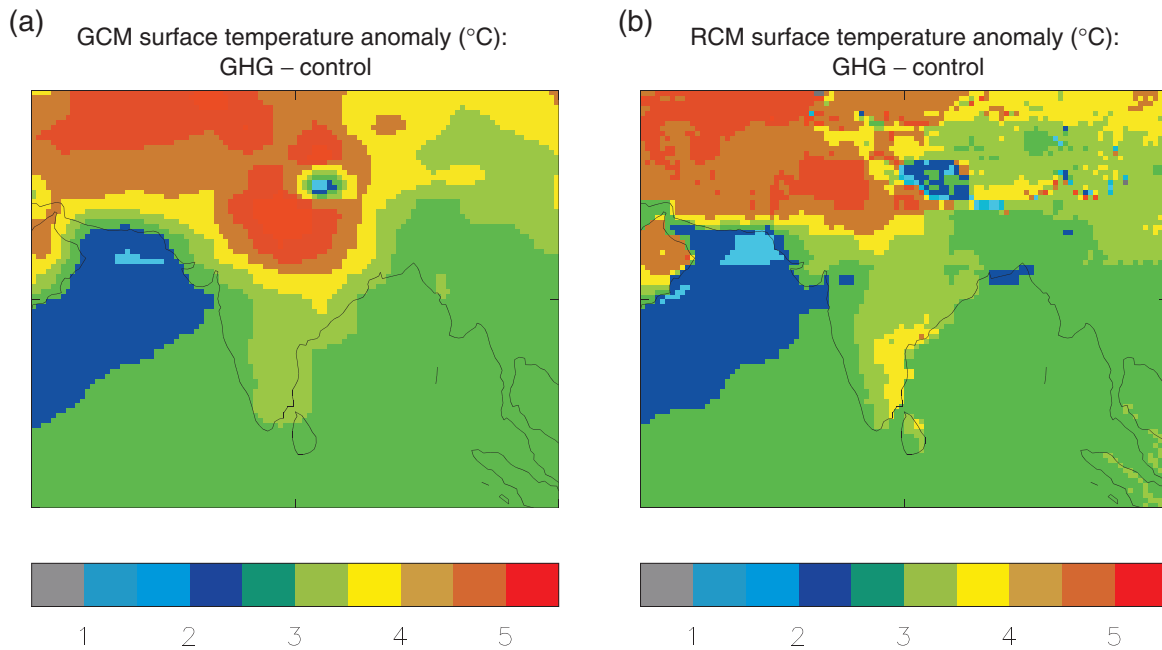 (a)
GCM surface temperature anomaly (°C):
GHG – control
1 2 3 4 5
(b)
RCM surface temperature anomaly (°C):
GHG – control
1 2 3 4 5